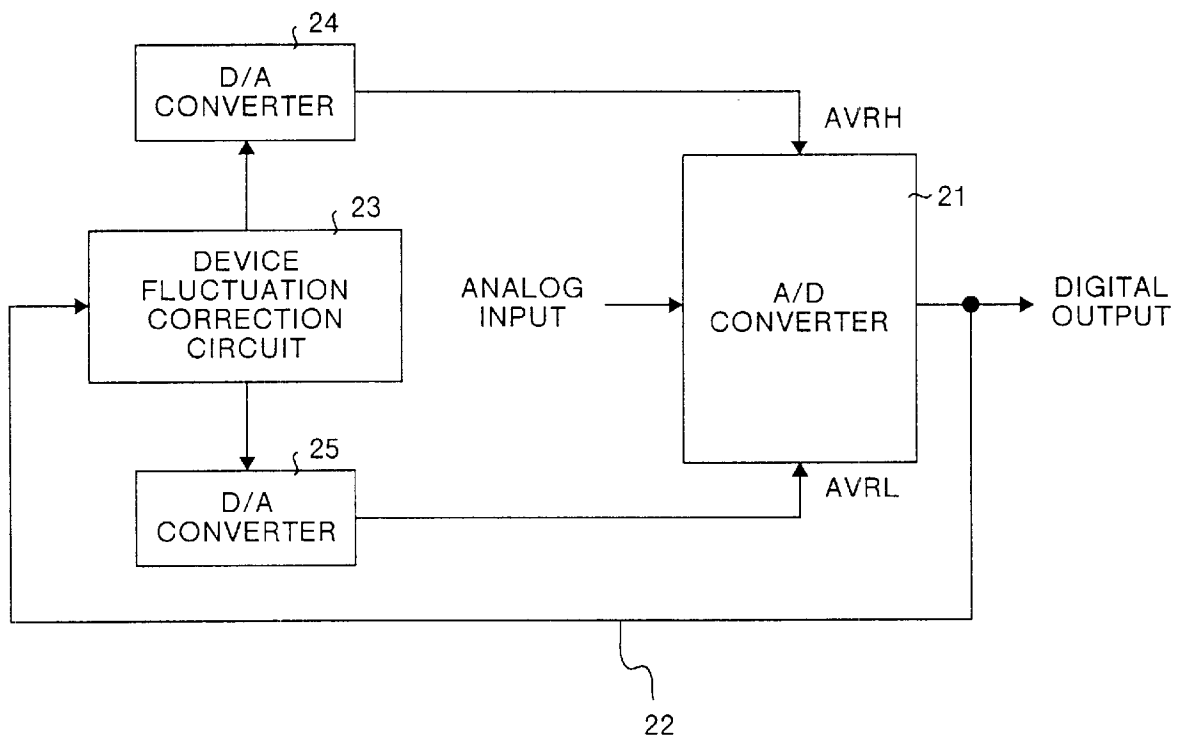 24
D/A
CONVERTER
AVRH
23
21
DEVICE
FLUCTUATION
CORRECTION
CIRCUIT
ANALOG
INPUT
A/D
CONVERTER
DIGITAL
OUTPUT
25
D/A
CONVERTER
AVRL
22